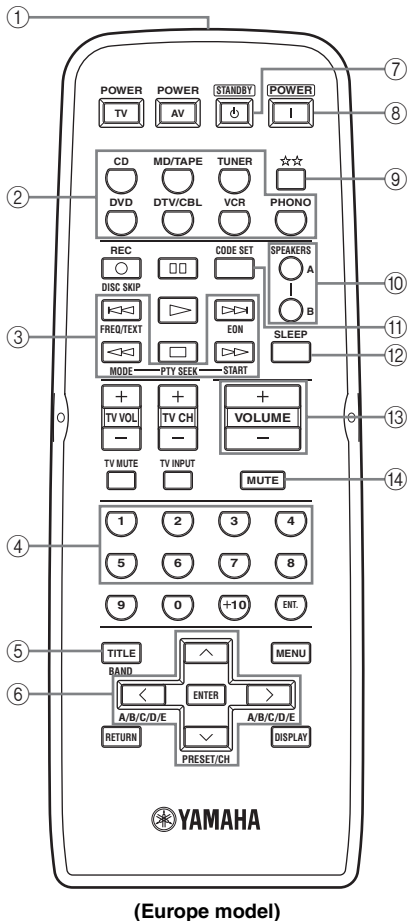 ①
POWER POWER STANDBY POWER
TV AV ⏻ I
⑦
⑧
CD MD/TAPE TUNER ☆☆
②
⑨
DVD DTV/CBL VCR PHONO
REC CODE SET SPEAKERS
A
⑩
DISC SKIP
B
⑪
③
FREQ/TEXT EON SLEEP
⑫
MODE PTY SEEK START
+ + +
TV VOL TV CH VOLUME
⑬
– – –
TV MUTE TV INPUT MUTE
⑭
1 2 3 4
④
5 6 7 8
9 0 +10 ENT.
⑤
TITLE MENU
BAND
⑥
ENTER
A/B/C/D/E A/B/C/D/E
RETURN DISPLAY
PRESET/CH
YAMAHA
(Europe model)